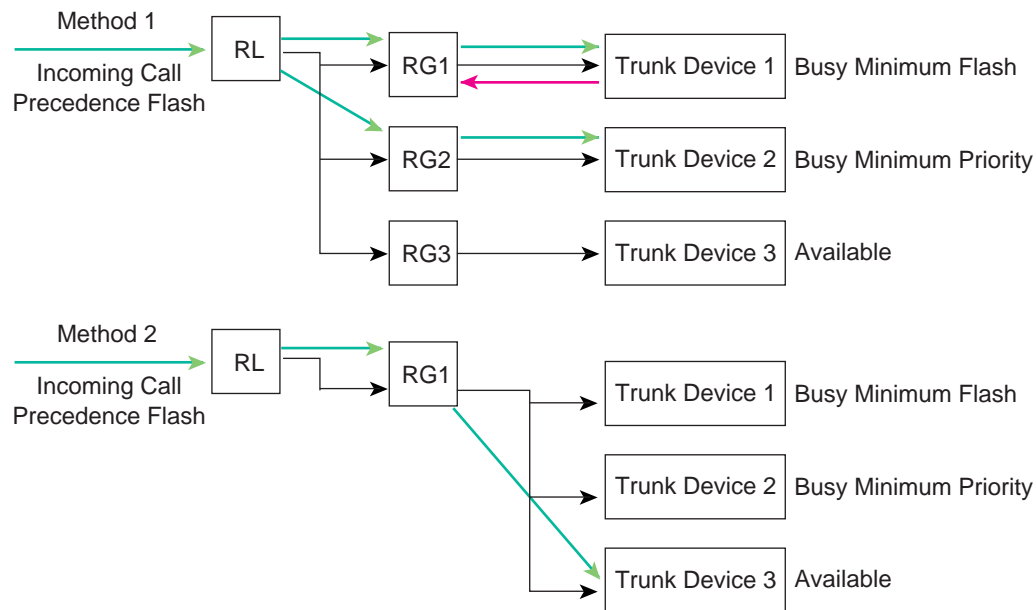 Method 1
Incoming Call
Precedence Flash
RL
RG1
Trunk Device 1
Busy Minimum Flash
RG2
Trunk Device 2
Busy Minimum Priority
RG3
Trunk Device 3
Available
Method 2
Incoming Call
Precedence Flash
RL
RG1
Trunk Device 1
Busy Minimum Flash
Trunk Device 2
Busy Minimum Priority
Trunk Device 3
Available